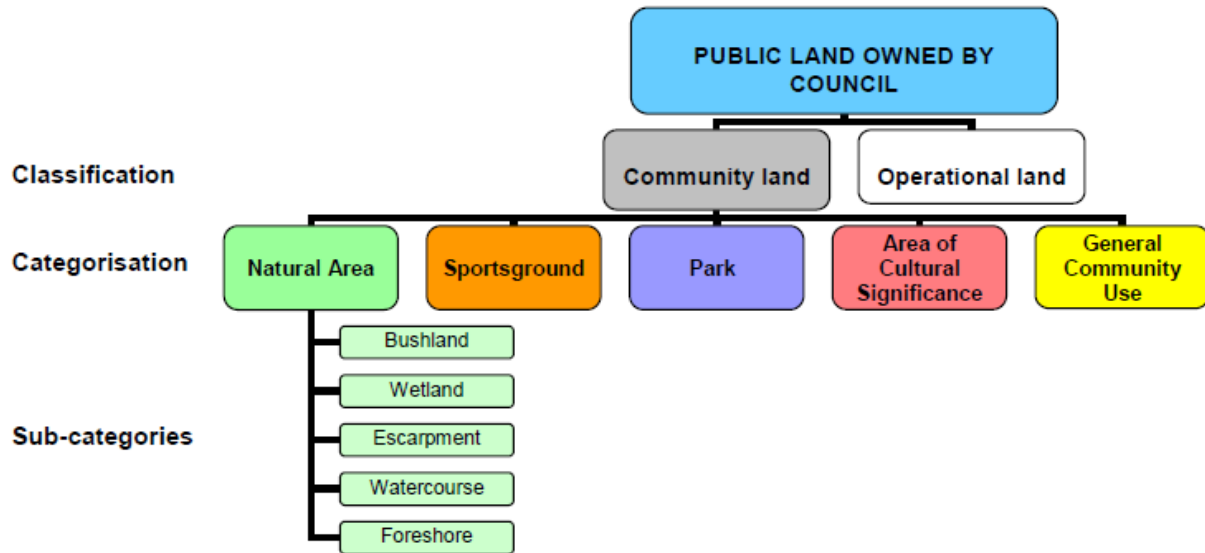 PUBLIC LAND OWNED BY
COUNCIL
Classification
Community land
Operational land
Categorisation
Natural Area
Sportsground
Park
Area of
Cultural
Significance
General
Community
Use
Sub-categories
Bushland
Wetland
Escarpment
Watercourse
Foreshore